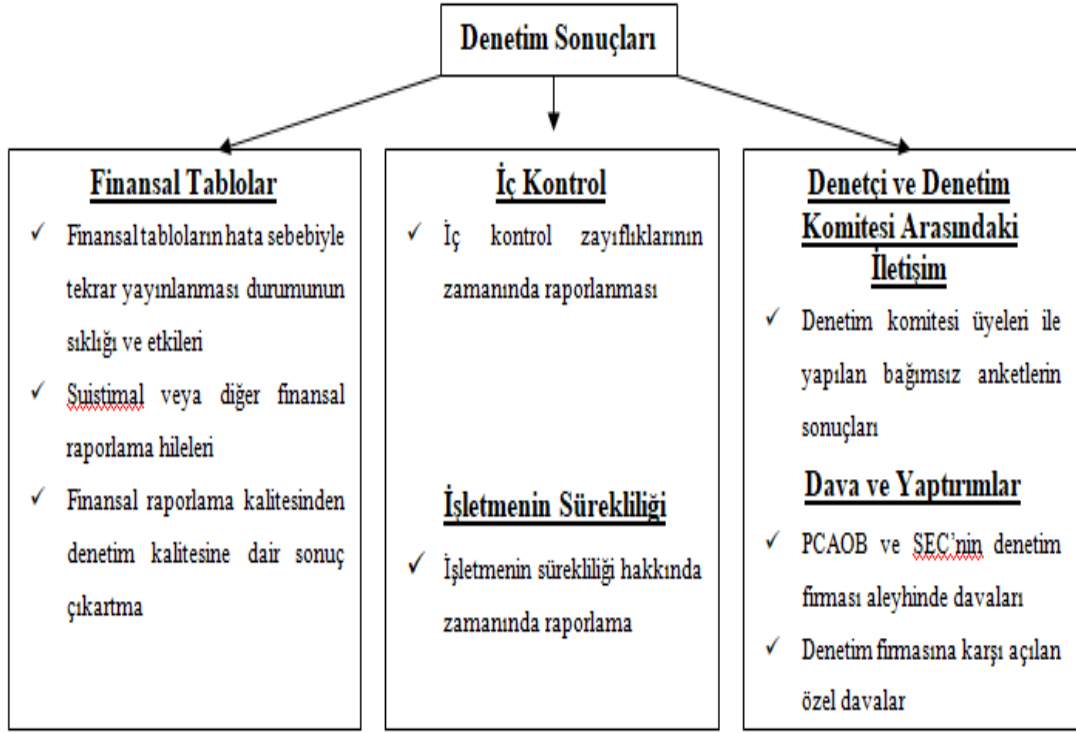 Denetim Sonuçları
Finansal Tablolar
✓ Finansal tabloların hata sebebiyle
tekrar yayınlanması durumunun
sıklığı ve etkileri
✓ Suistimal veya diğer finansal
raporlama hileleri
✓ Finansal raporlama kalitesinden
denetim kalitesine dair sonuç
çıkartma
İç Kontrol
✓ İç kontrol zayıflıklarının
zamanında raporlanması
İşletmenin Sürekliliği
✓ İşletmenin sürekliliği hakkında
zamanında raporlama
Denetçi ve Denetim
Komitesi Arasındaki
İletişim
✓ Denetim komitesi üyeleri ile
yapılan bağımsız anketlerin
sonuçları
Dava ve Yaptırımlar
✓ PCAOB ve SEC'nin denetim
firması aleyhinde davaları
✓ Denetim firmasına karşı açılan
özel davalar